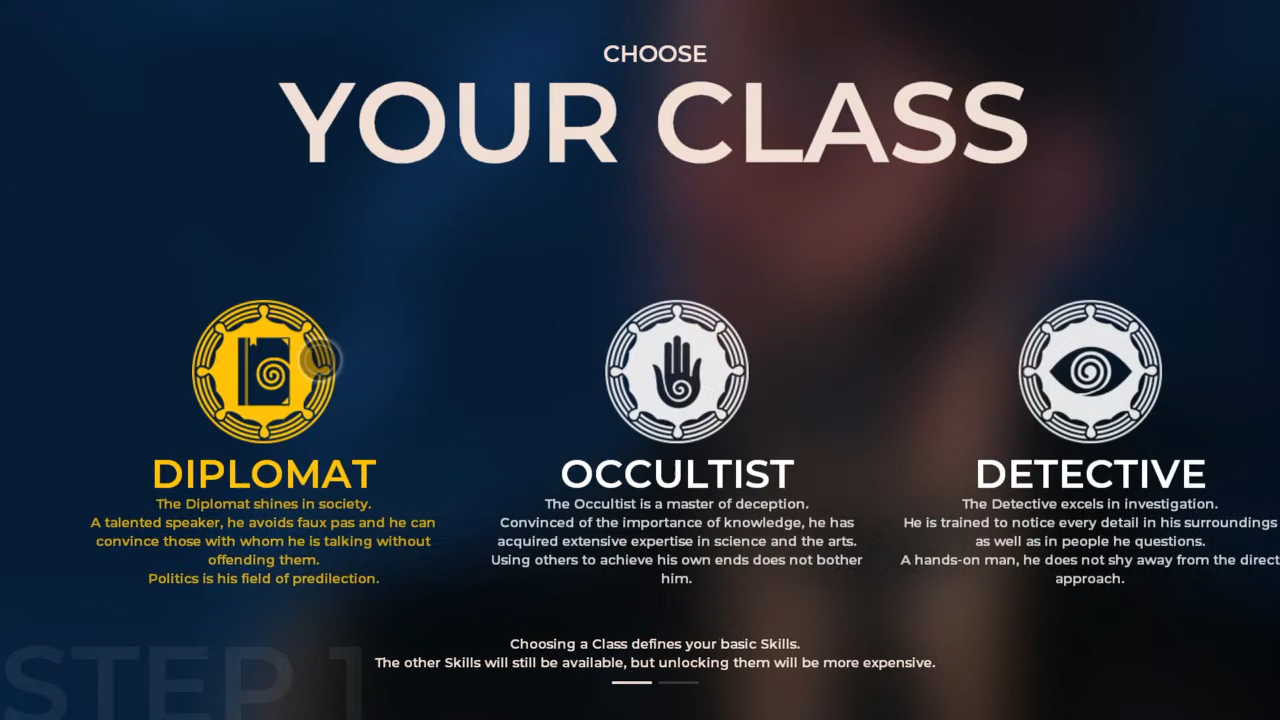 CHOOSE
YOUR CLASS
DIPLOMAT
The Diplomat shines in society.
A talented speaker, he avoids faux pas and he can
convince those with whom he is talking without
offending them.
Politics is his field of predilection.
OCCULTIST
The Occultist is a master of deception.
Convinced of the importance of knowledge, he has
acquired extensive expertise in science and the arts.
Using others to achieve his own ends does not bother
him.
DETECTIVE
The Detective excels in investigation.
He is trained to notice every detail in his surroundings
as well as in people he questions.
A hands-on man, he does not shy away from the direct
approach.
Choosing a Class defines your basic Skills.
The other Skills will still be available, but unlocking them will be more expensive.
STEP 1